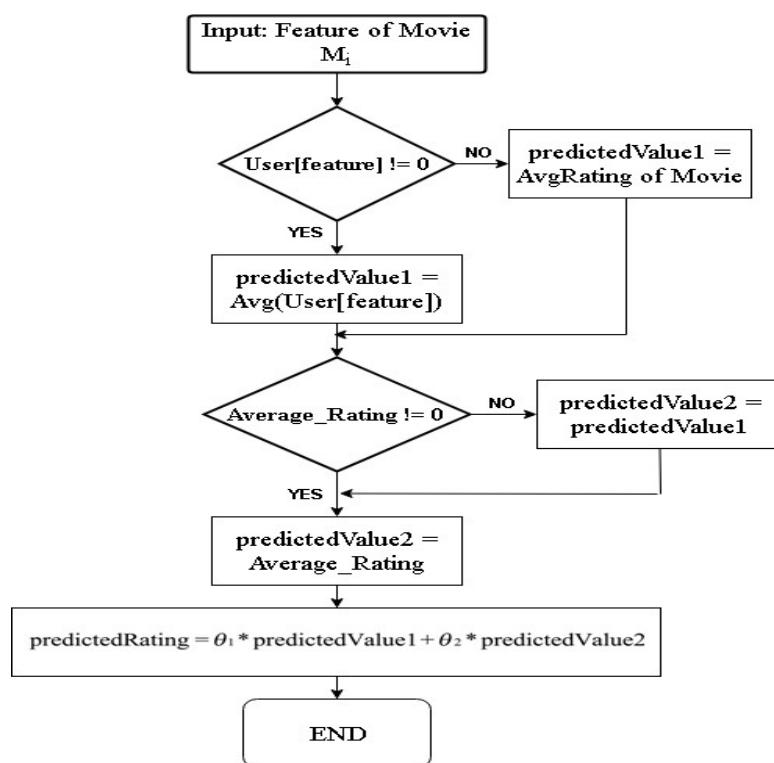 Input: Feature of Movie
Mi
User[feature] != 0
NO
predictedValue1 =
AvgRating of Movie
YES
predictedValue1 =
Avg(User[feature])
Average_Rating != 0
NO
predictedValue2 =
predictedValue1
YES
predictedValue2 =
Average_Rating
predictedRating = θ1 * predictedValue1 + θ2 * predictedValue2
END